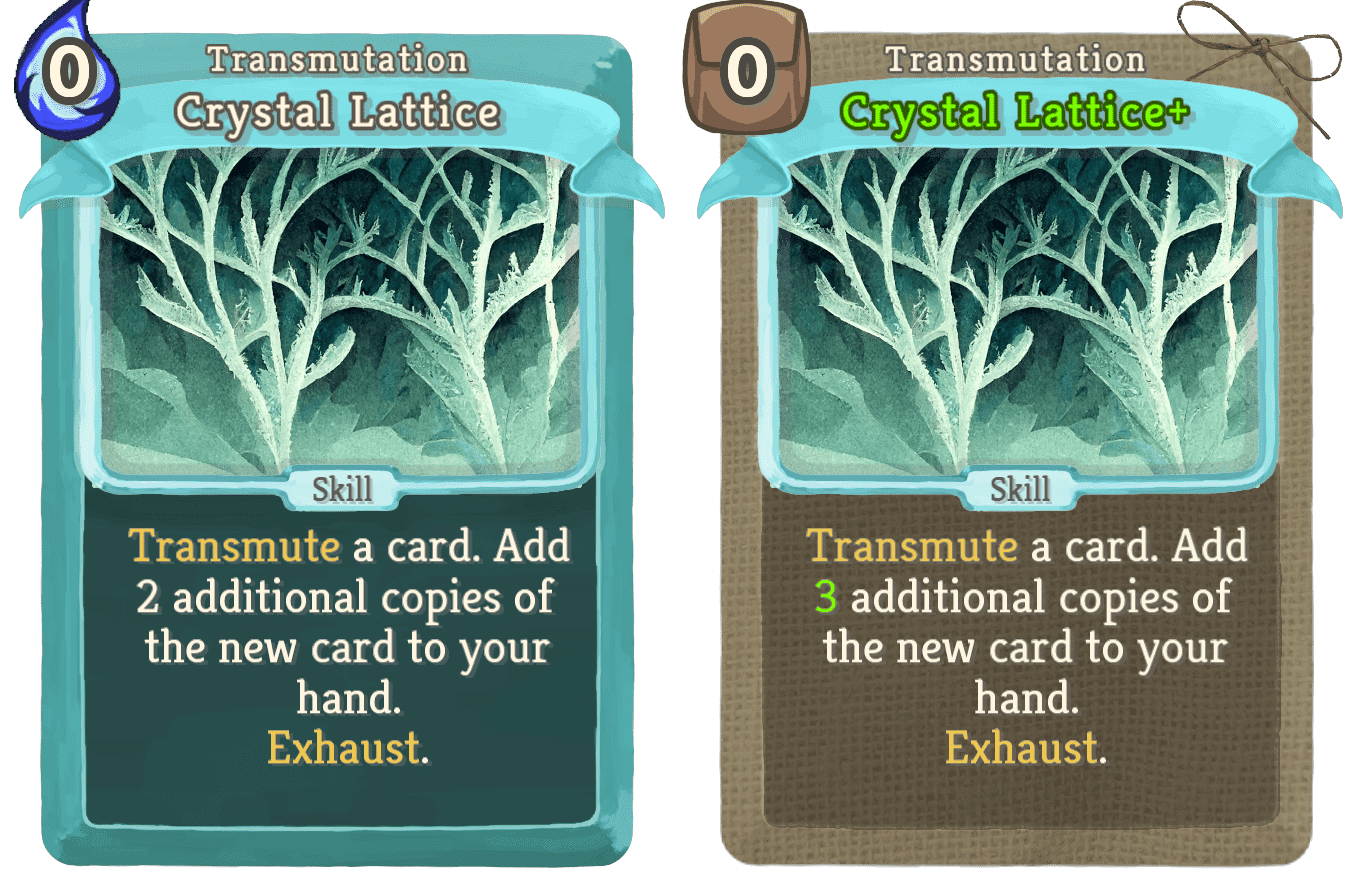 0
Transmutation
Crystal Lattice
Skill
Transmute a card. Add
2 additional copies of
the new card to your
hand.
Exhaust.
0
Transmutation
Crystal Lattice+
Skill
Transmute a card. Add
3 additional copies of
the new card to your
hand.
Exhaust.